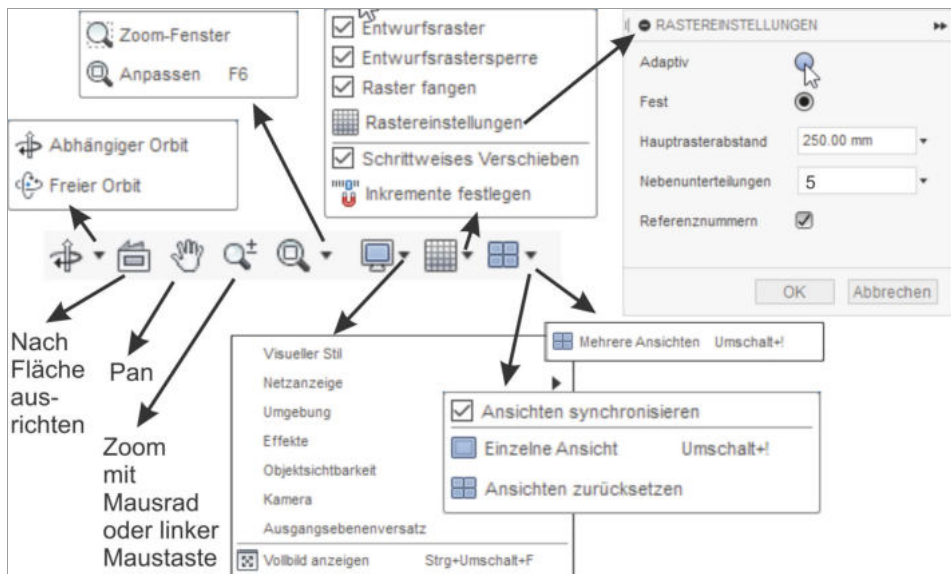 Zoom-Fenster
Anpassen F6
Abhängiger Orbit
Freier Orbit
Entwurfsraster
Entwurfsrastersperre
Raster fangen
Rastereinstellungen
Schrittweises Verschieben
Inkremente festlegen
RASTEREINSTELLUNGEN
Adaptiv
Fest
Hauptrasterabstand 250.00 mm
Nebenunterteilungen 5
Referenznummern
OK Abbrechen
Nach
Fläche
aus-
richten
Pan
Zoom
mit
Mausrad
oder linker
Maustaste
Visueller Stil
Netzanzeige
Umgebung
Effekte
Objektsichtbarkeit
Kamera
Ausgangsebenenversatz
Vollbild anzeigen Strg+Umschalt+F
Mehrere Ansichten Umschalt+!
Ansichten synchronisieren
Einzelne Ansicht Umschalt+!
Ansichten zurücksetzen